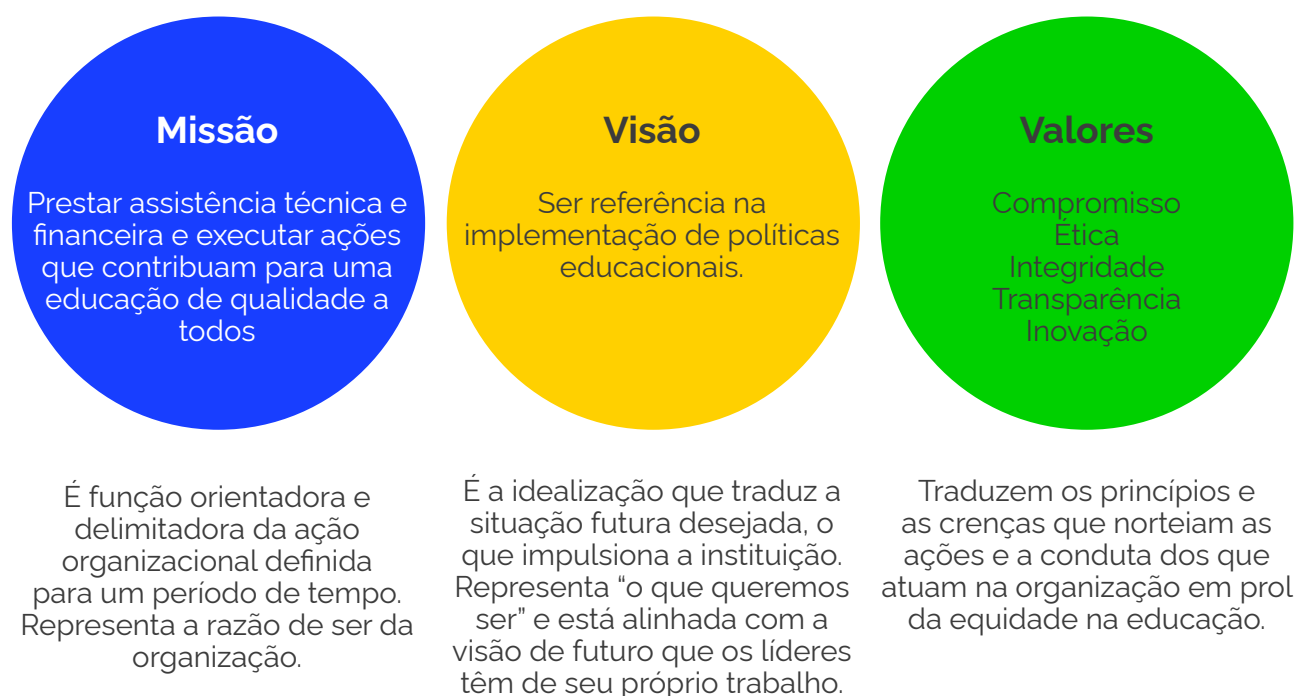 Missão
Prestar assistência técnica e
financeira e executar ações
que contribuam para uma
educação de qualidade a
todos
Visão
Ser referência na
implementação de políticas
educacionais.
Valores
Compromisso
Ética
Integridade
Transparência
Inovação
É função orientadora e
delimitadora da ação
organizacional definida
para um período de tempo.
Representa a razão de ser da
organização.
É a idealização que traduz a
situação futura desejada, o
que impulsiona a instituição.
Representa “o que queremos
ser” e está alinhada com a
visão de futuro que os líderes
têm de seu próprio trabalho.
Traduzem os princípios e
as crenças que norteiam as
ações e a conduta dos que
atuam na organização em prol
da equidade na educação.